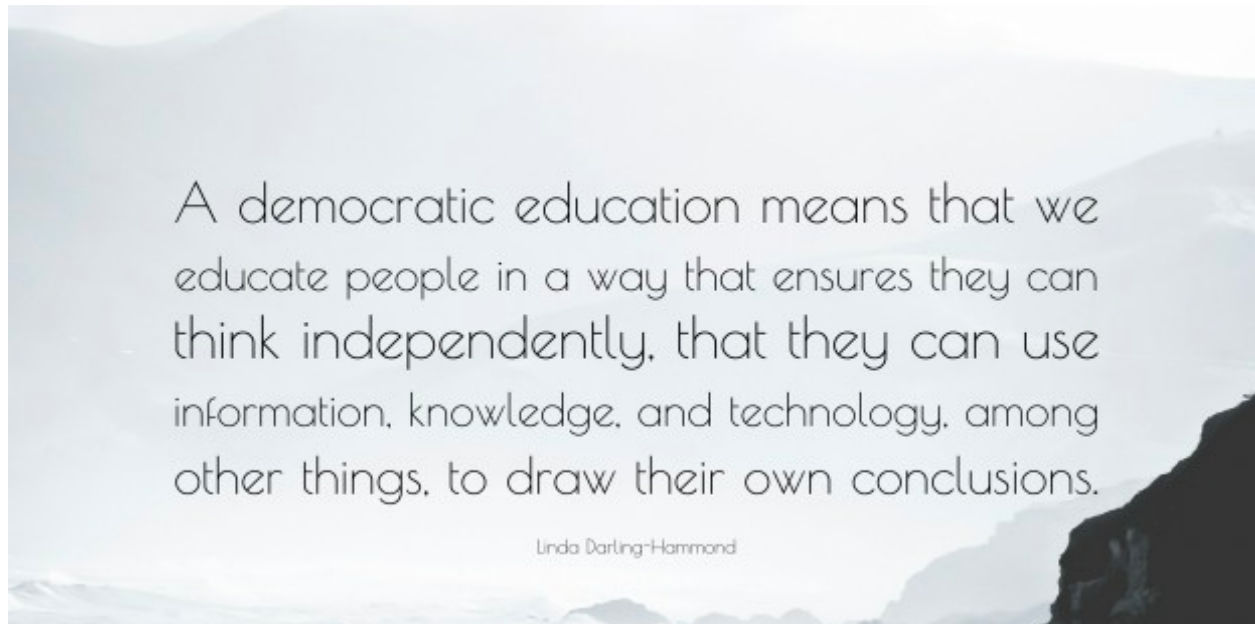 A democratic education means that we
educate people in a way that ensures they can
think independently, that they can use
information, knowledge, and technology, among
other things, to draw their own conclusions.
Linda Darling-Hammond